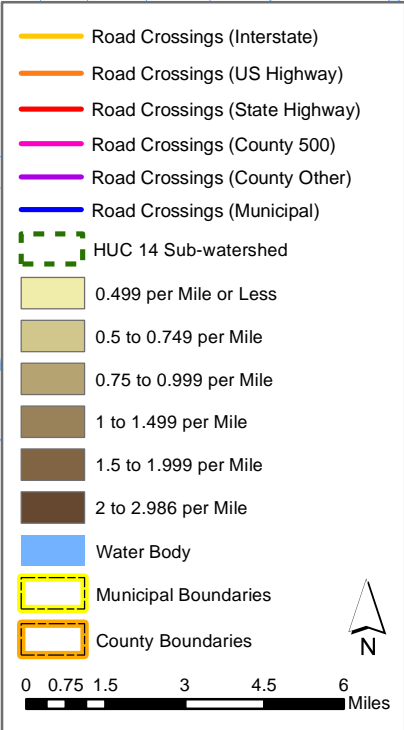 Road Crossings (Interstate)
Road Crossings (US Highway)
Road Crossings (State Highway)
Road Crossings (County 500)
Road Crossings (County Other)
Road Crossings (Municipal)
HUC 14 Sub-watershed
0.499 per Mile or Less
0.5 to 0.749 per Mile
0.75 to 0.999 per Mile
1 to 1.499 per Mile
1.5 to 1.999 per Mile
2 to 2.986 per Mile
Water Body
Municipal Boundaries
County Boundaries
N
0 0.75 1.5 3 4.5 6
Miles